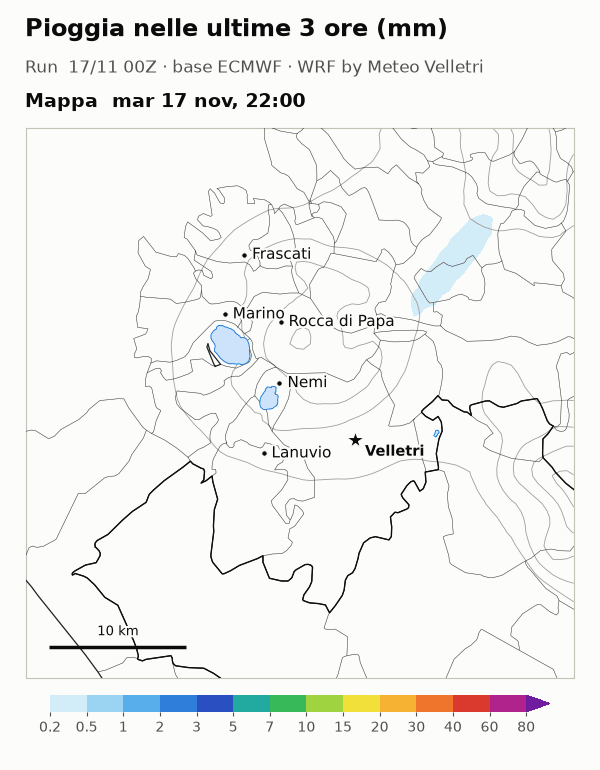 Pioggia nelle ultime 3 ore (mm)
Run  17/11 00Z · base ECMWF · WRF by Meteo Velletri
Mappa  mar 17 nov, 22:00
Frascati
Marino
Rocca di Papa
Nemi
Velletri
Lanuvio
10 km
0.2 0.5 1 2 3 5 7 10 15 20 30 40 60 80